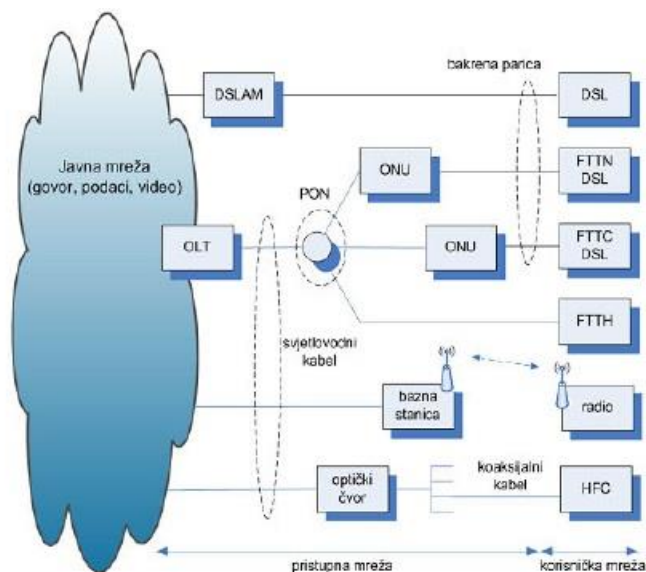 bakrena parica
DSLAM
DSL
Javna mreža
(govor, podaci, video)
PON
ONU
FTTN
DSL
OLT
ONU
FTTC
DSL
svjetlovodni
kabel
FTTH
bazna
stanica
radio
optički
čvor
koaksijalni
kabel
HFC
pristupna mreža
korisnička mreža